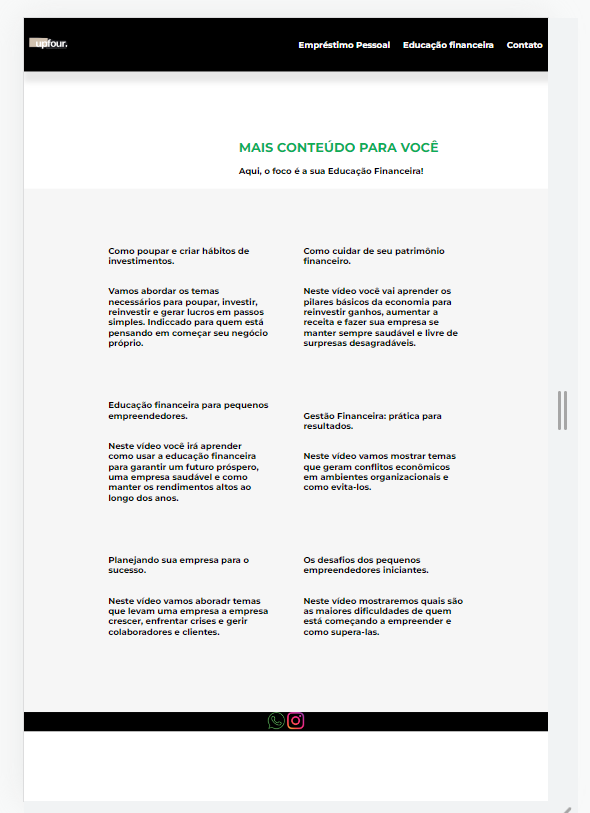 upfour.
Empréstimo Pessoal Educação financeira Contato
MAIS CONTEÚDO PARA VOCÊ
Aqui, o foco é a sua Educação Financeira!
Como poupar e criar hábitos de
investimentos.
Vamos abordar os temas
necessários para poupar, investir,
reinvestir e gerar lucros em passos
simples. Indiccado para quem está
pensando em começar seu negócio
próprio.
Como cuidar de seu patrimônio
financeiro.
Neste vídeo você vai aprender os
pilares básicos da economia para
reinvestir ganhos, aumentar a
receita e fazer sua empresa se
manter sempre saudável e livre de
surpresas desagradáveis.
Educação financeira para pequenos
empreendedores.
Neste vídeo você irá aprender
como usar a educação financeira
para garantir um futuro próspero,
uma empresa saudável e como
manter os rendimentos altos ao
longo dos anos.
Gestão Financeira: prática para
resultados.
Neste vídeo vamos mostrar temas
que geram conflitos econômicos
em ambientes organizacionais e
como evita-los.
Planejando sua empresa para o
sucesso.
Neste vídeo vamos aboradr temas
que levam uma empresa a empresa
crescer, enfrentar crises e gerir
colaboradores e clientes.
Os desafios dos pequenos
empreendedores iniciantes.
Neste vídeo mostraremos quais são
as maiores dificuldades de quem
está começando a empreender e
como supera-las.